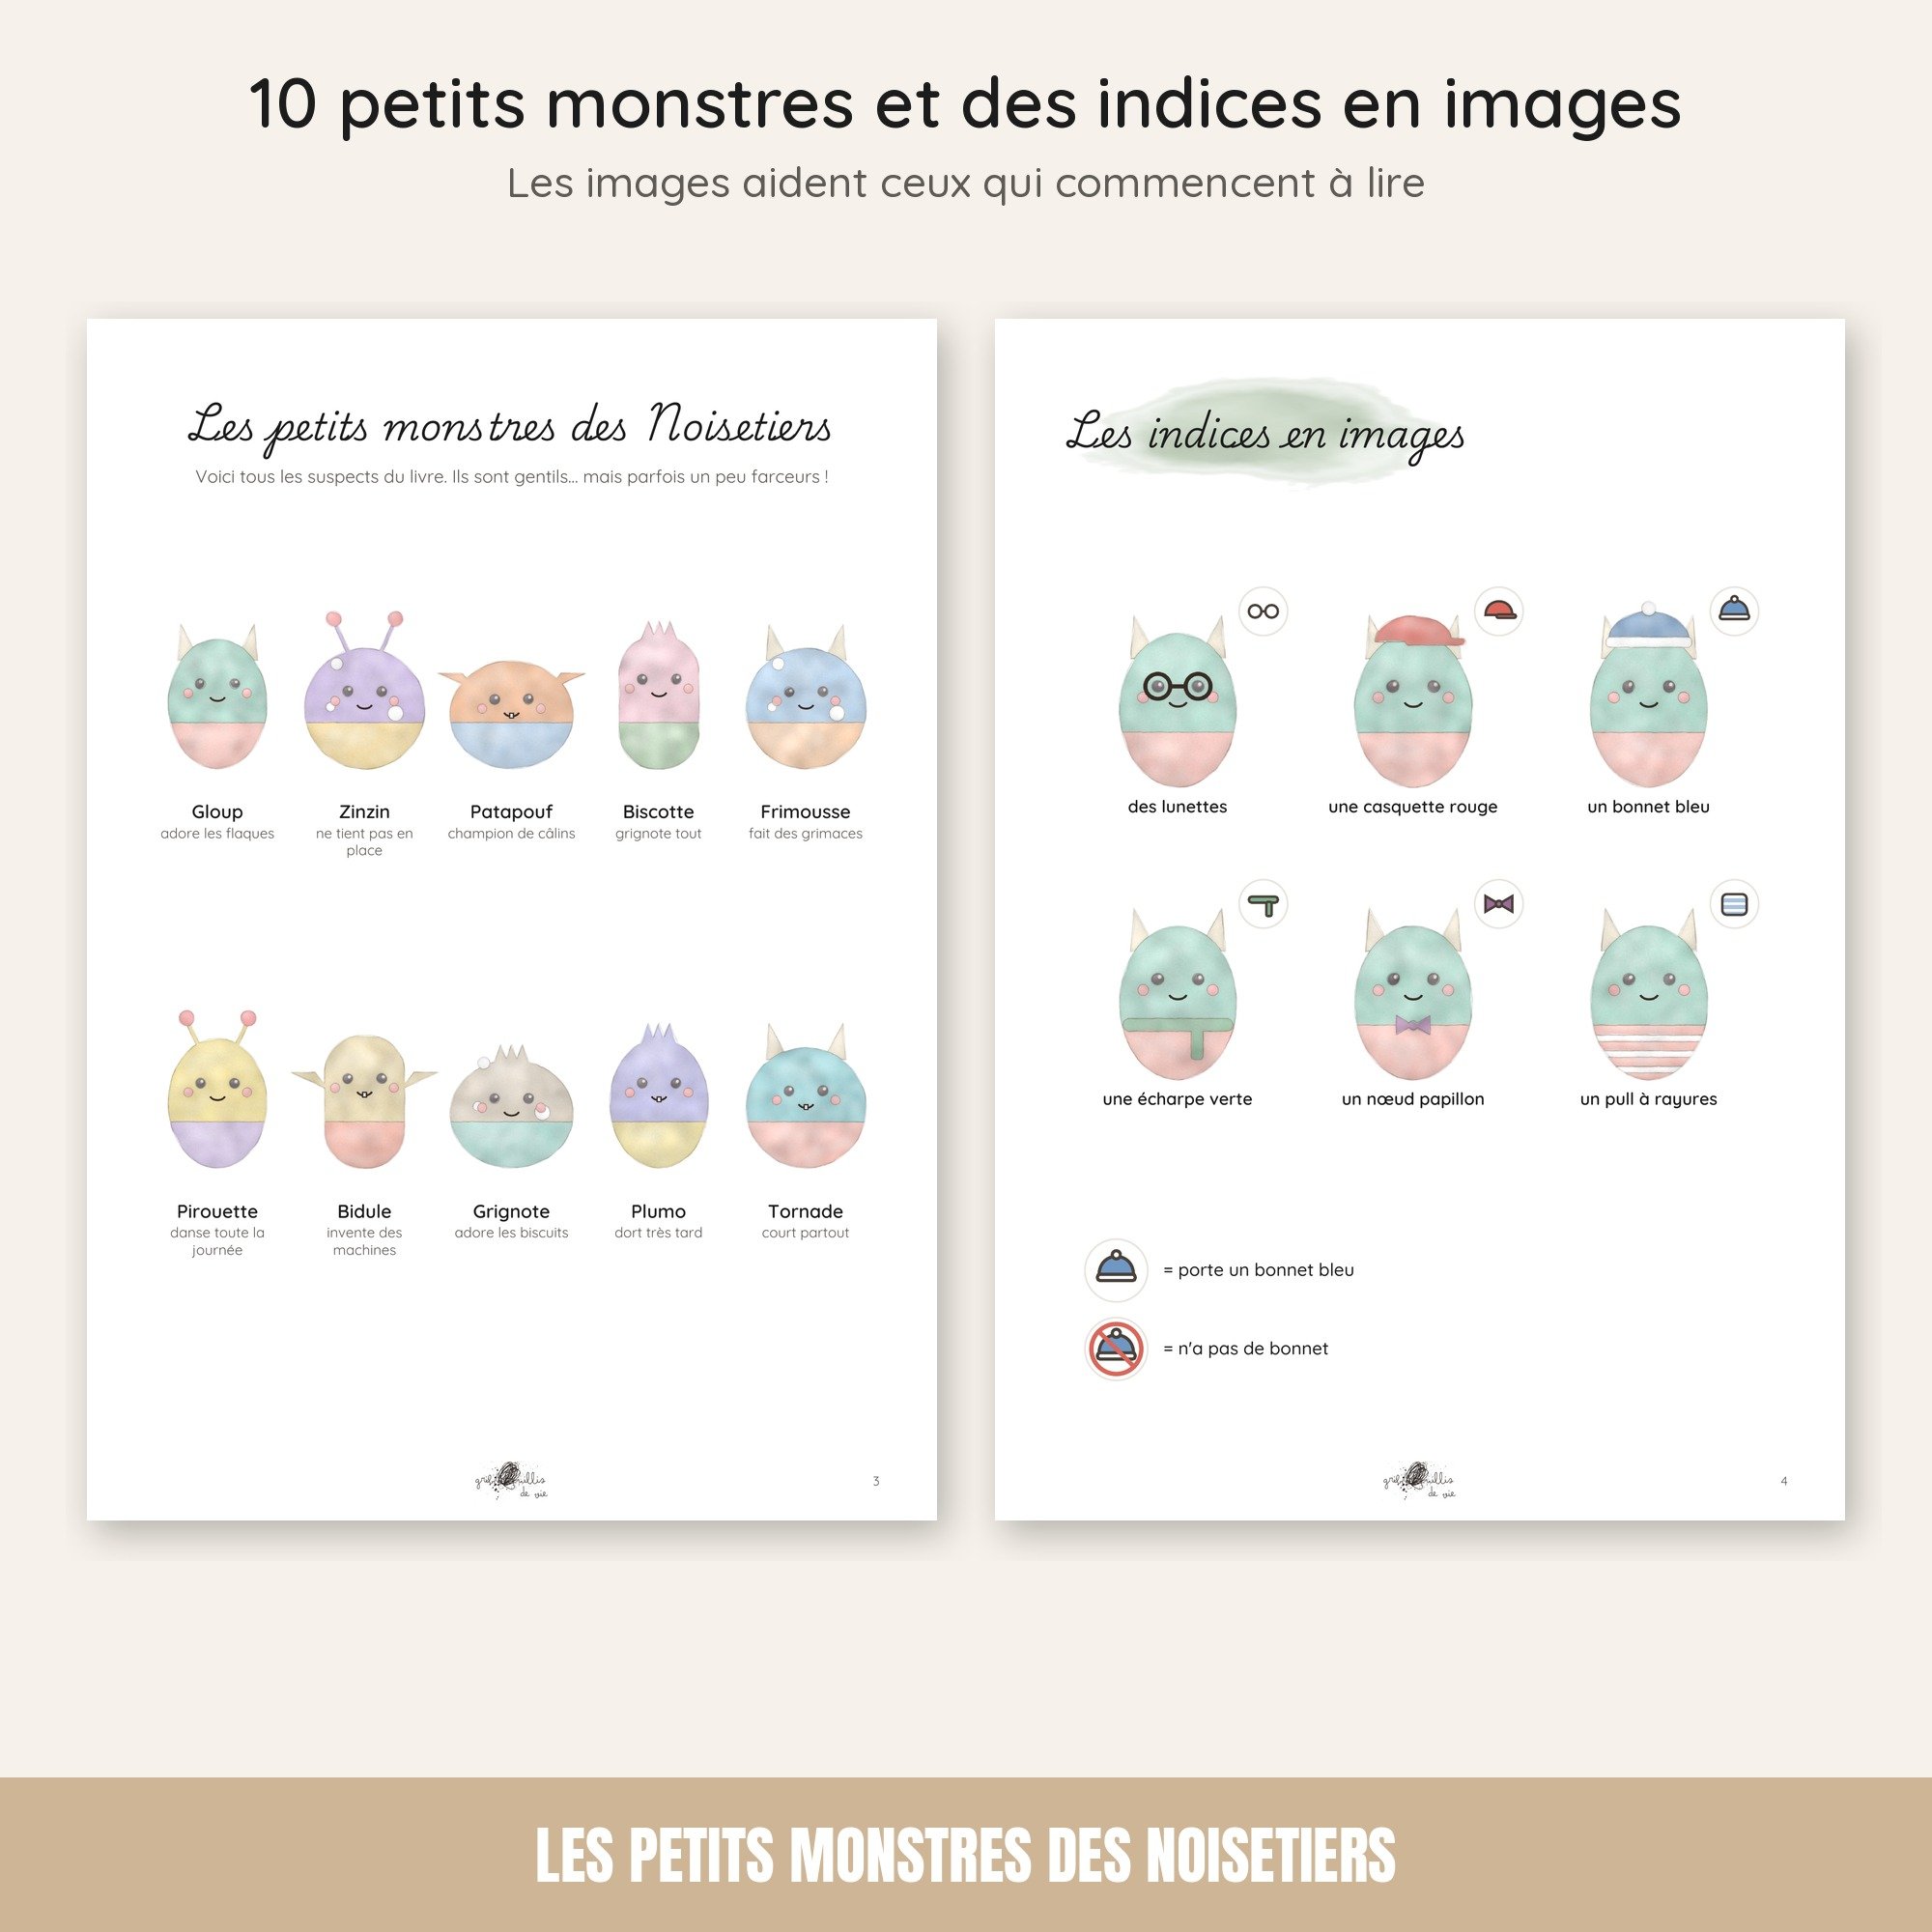 10 petits monstres et des indices en images
Les images aident ceux qui commencent à lire
Les petits monstres des Noisetiers
Voici tous les suspects du livre. Ils sont gentils... mais parfois un peu farceurs !
Gloup
adore les flaques
Zinzin
ne tient pas en
place
Patapouf
champion de câlins
Biscotte
grignote tout
Frimousse
fait des grimaces
Pirouette
danse toute la
journée
Bidule
invente des
machines
Grignote
adore les biscuits
Plumo
dort très tard
Tornade
court partout
de vie
3
Les indices en images
des lunettes
une casquette rouge
un bonnet bleu
une écharpe verte
un nœud papillon
un pull à rayures
= porte un bonnet bleu
= n'a pas de bonnet
de vie
4
LES PETITS MONSTRES DES NOISETIERS